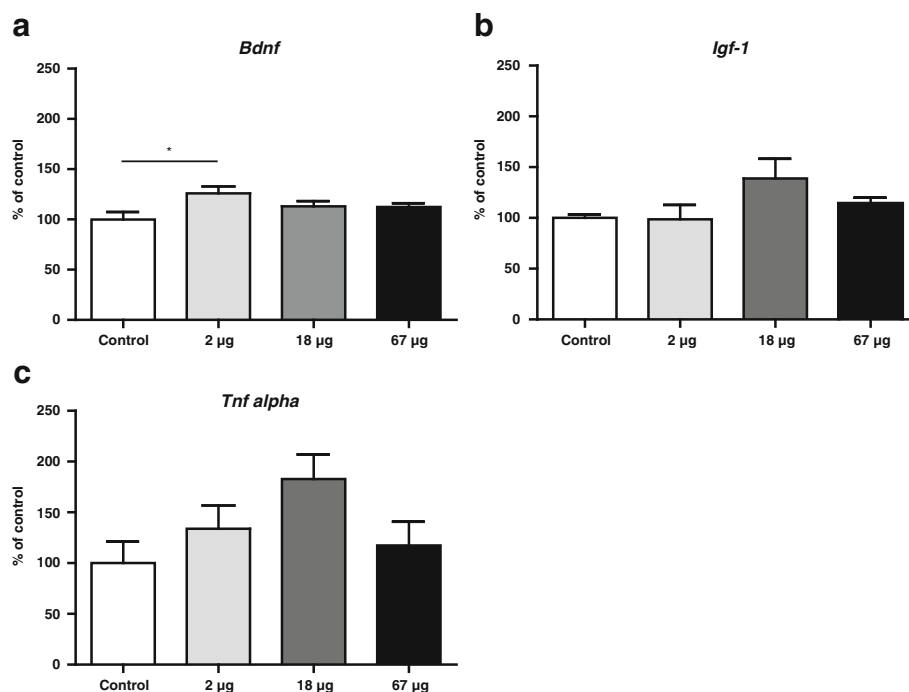 a
Bdnf
250
200
150
100
50
0
% of control
*
Control 2 µg 18 µg 67 µg
b
Igf-1
250
200
150
100
50
0
% of control
Control 2 µg 18 µg 67 µg
c
Tnf alpha
250
200
150
100
50
0
% of control
Control 2 µg 18 µg 67 µg